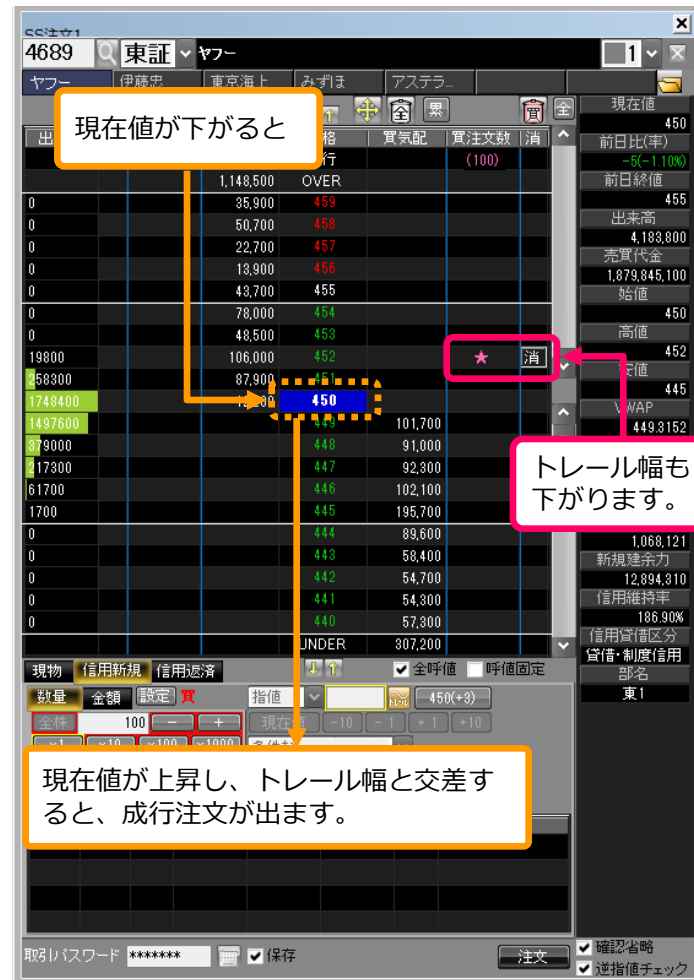 SS注文1
4689 東証 ヤフー 1
ヤフー 伊藤忠 東京海上 みずほ アステラ…
現在値が下がると
全 累 全
出 格 買気配 買注文数 消
行 (100)
1,148,500 OVER
0 35,900 459
0 50,700 458
0 22,700 457
0 13,900 456
0 43,700 455
0 78,000 454
0 48,500 453
19800 106,000 452 ★ 消
258300 87,900 451
1748400 450
1497600 449 101,700
379000 448 91,000
217300 447 92,300
61700 446 102,100
1700 445 195,700
0 444 89,600
0 443 58,400
0 442 54,700
0 441 54,300
0 440 57,300
UNDER 307,200
現在値
450
前日比(率)
-5(-1.10%)
前日終値
455
出来高
4,183,800
売買代金
1,879,845,100
始値
450
高値
452
安値
445
VWAP
449.3152
トレール幅も
下がります。
1,068,121
新規建余力
12,894,310
信用維持率
186.90%
信用貸借区分
貸借・制度信用
部名
東1
現物 信用新規 信用返済 全呼値 呼値固定
数量 金額 設定 買 指値 450(+3)
全株 100 － ＋ 現在値 -10 -1 +1 +10
×1 ×10 ×100 ×1000
現在値が上昇し、トレール幅と交差す
ると、成行注文が出ます。
取引パスワード ******* 保存 注文
確認省略
逆指値チェック